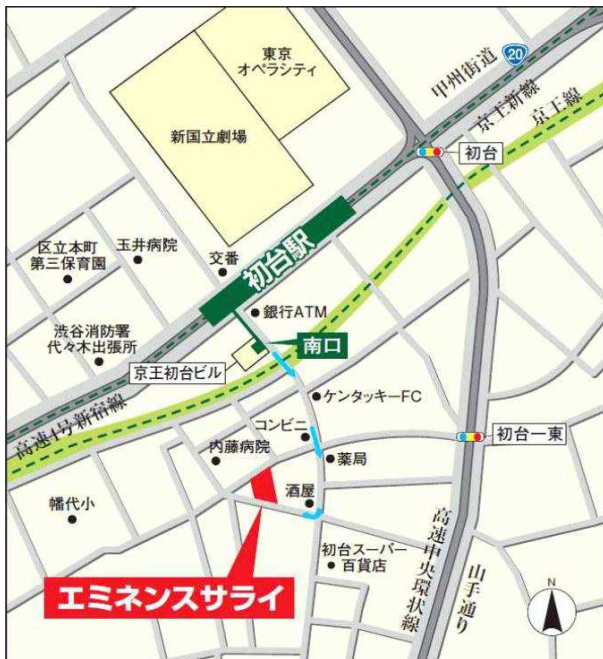 東京
オペラシティ
新国立劇場
20
甲州街道
京王新線
京王線
初台
区立本町
第三保育園
玉井病院
交番
初台駅
銀行ATM
南口
渋谷消防署
代々木出張所
京王初台ビル
高速4号新宿線
ケンタッキーFC
コンビニ
内藤病院
薬局
初台一東
幡代小
酒屋
初台スーパー
百貨店
エミネンスサライ
高速中央環状線
山手通り
N